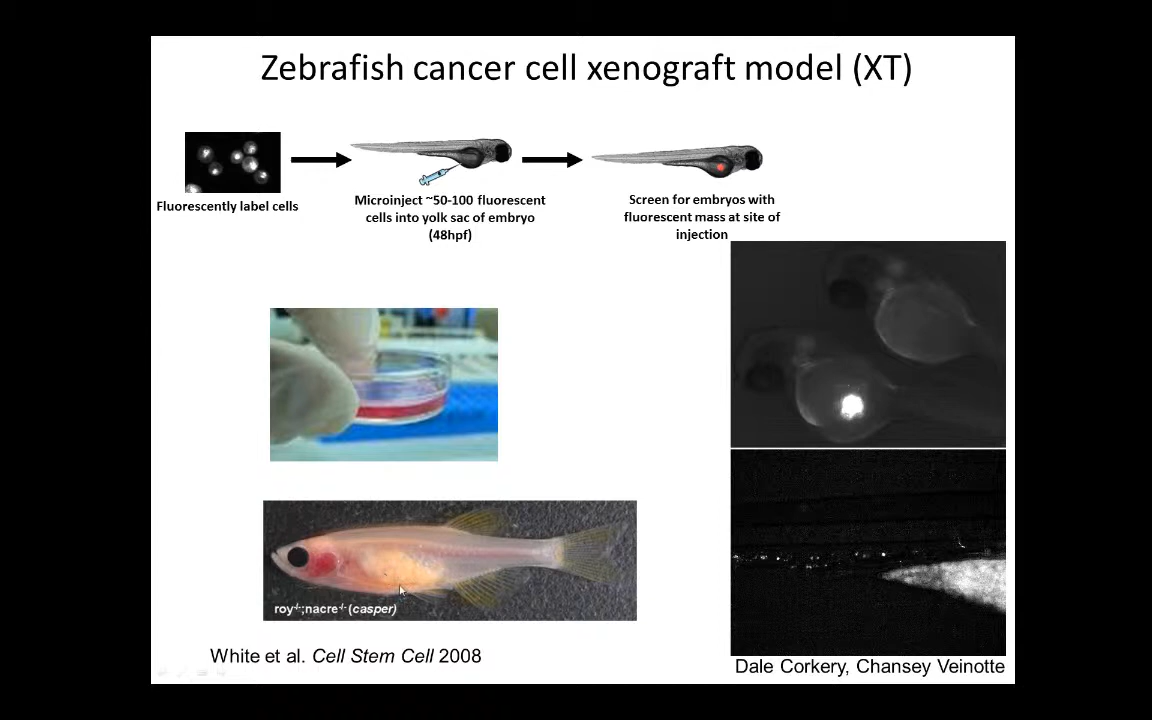 Zebrafish cancer cell xenograft model (XT)
Fluorescently label cells
Microinject ~50-100 fluorescent
cells into yolk sac of embryo
(48hpf)
Screen for embryos with
fluorescent mass at site of
injection
roy-/-;nacre-/- (casper)
White et al. Cell Stem Cell 2008
Dale Corkery, Chansey Veinotte